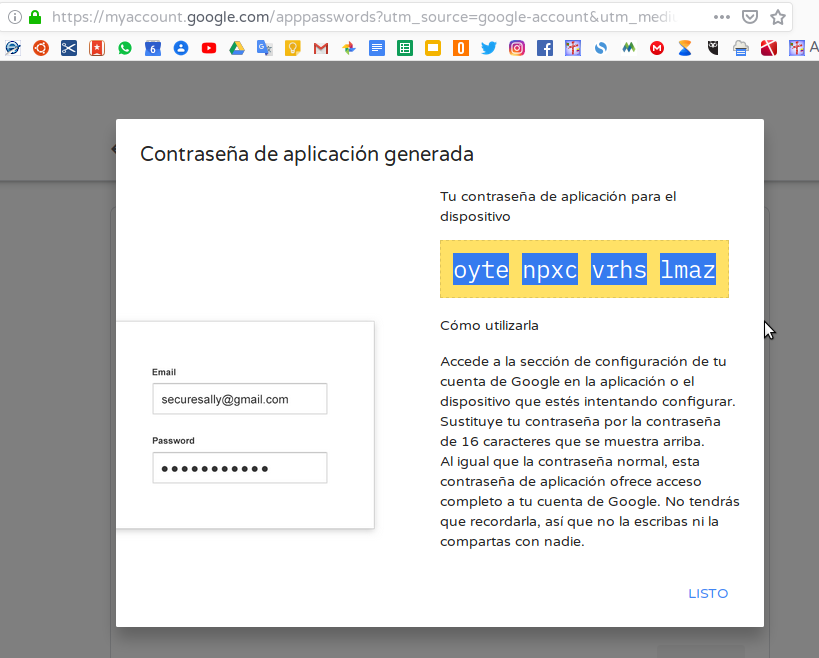 https://myaccount.google.com/apppasswords?utm_source=google-account&utm_medi
Contraseña de aplicación generada
Tu contraseña de aplicación para el
dispositivo
oyte npxc vrhs lmaz
Cómo utilizarla
Email
securesally@gmail.com
Password
Accede a la sección de configuración de tu
cuenta de Google en la aplicación o el
dispositivo que estés intentando configurar.
Sustituye tu contraseña por la contraseña
de 16 caracteres que se muestra arriba.
Al igual que la contraseña normal, esta
contraseña de aplicación ofrece acceso
completo a tu cuenta de Google. No tendrás
que recordarla, así que no la escribas ni la
compartas con nadie.
LISTO